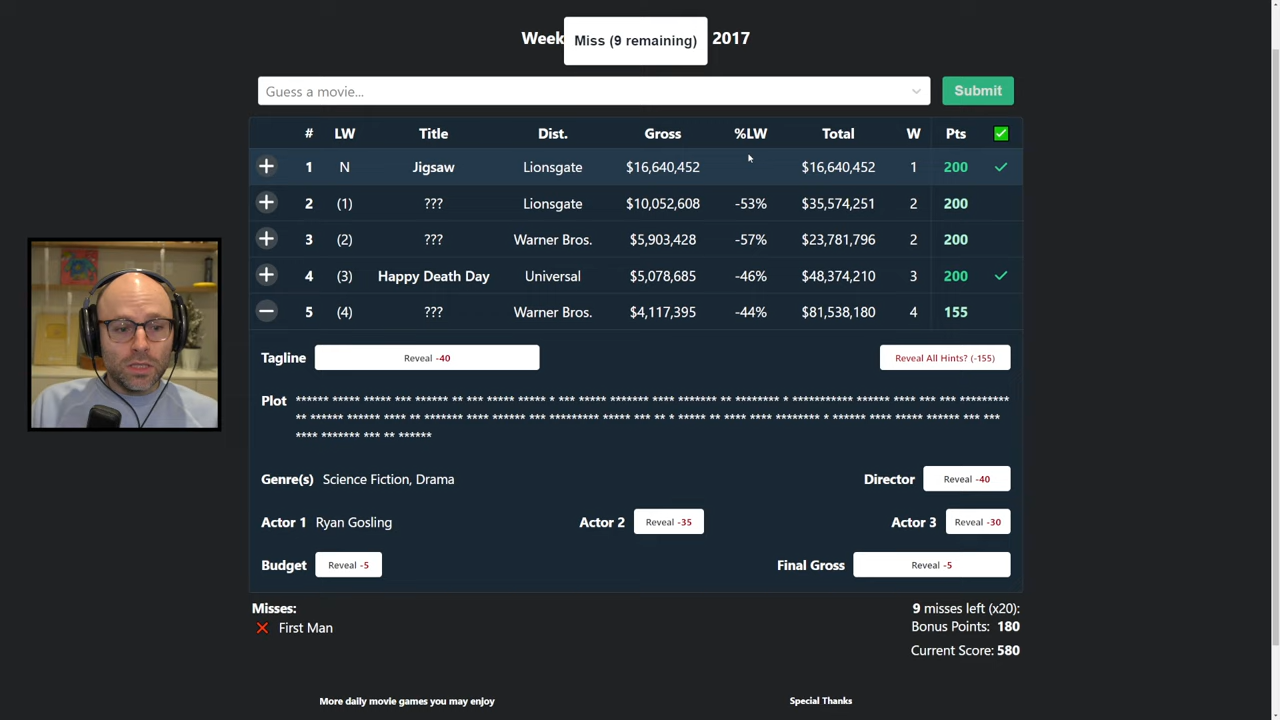 Week Miss (9 remaining) 2017
Guess a movie... Submit
# LW Title Dist. Gross %LW Total W Pts
1 N Jigsaw Lionsgate $16,640,452 $16,640,452 1 200
2 (1) ??? Lionsgate $10,052,608 -53% $35,574,251 2 200
3 (2) ??? Warner Bros. $5,903,428 -57% $23,781,796 2 200
4 (3) Happy Death Day Universal $5,078,685 -46% $48,374,210 3 200
5 (4) ??? Warner Bros. $4,117,395 -44% $81,538,180 4 155
Tagline Reveal -40 Reveal All Hints? (-155)
Plot ****** ***** ***** *** ****** ** *** ***** ***** * *** ***** ******* **** ******* ** ******** * *********** ****** **** *** *** *********
** ****** ****** **** ** ******* **** ****** *** ********* ***** *** ** * ***** ** **** **** ******** * ****** **** ***** ****** *** ***
**** ******* *** ** ******
Genre(s) Science Fiction, Drama Director Reveal -40
Actor 1 Ryan Gosling Actor 2 Reveal -35 Actor 3 Reveal -30
Budget Reveal -5 Final Gross Reveal -5
Misses: 9 misses left (x20):
First Man Bonus Points: 180
Current Score: 580
More daily movie games you may enjoy Special Thanks